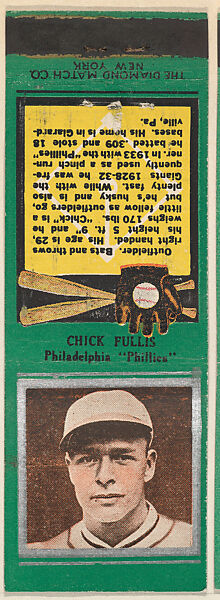 THE DIAMOND MATCH CO.
NEW YORK
Outfielder. Bats and throws
right handed. His age is 29,
his height 5 ft. 9", and he
weighs 170 lbs. "Chick" is a
little fellow as outfielders go,
but he's husky and is also
plenty fast. While with the
Giants 1928-32 he was fre-
quently used as a pinch run-
ner. In 1933 with the "Phillies"
he batted .309 and stole 18
bases. His home is in Girard-
ville, Pa.
CHICK FULLIS
Philadelphia "Phillies"